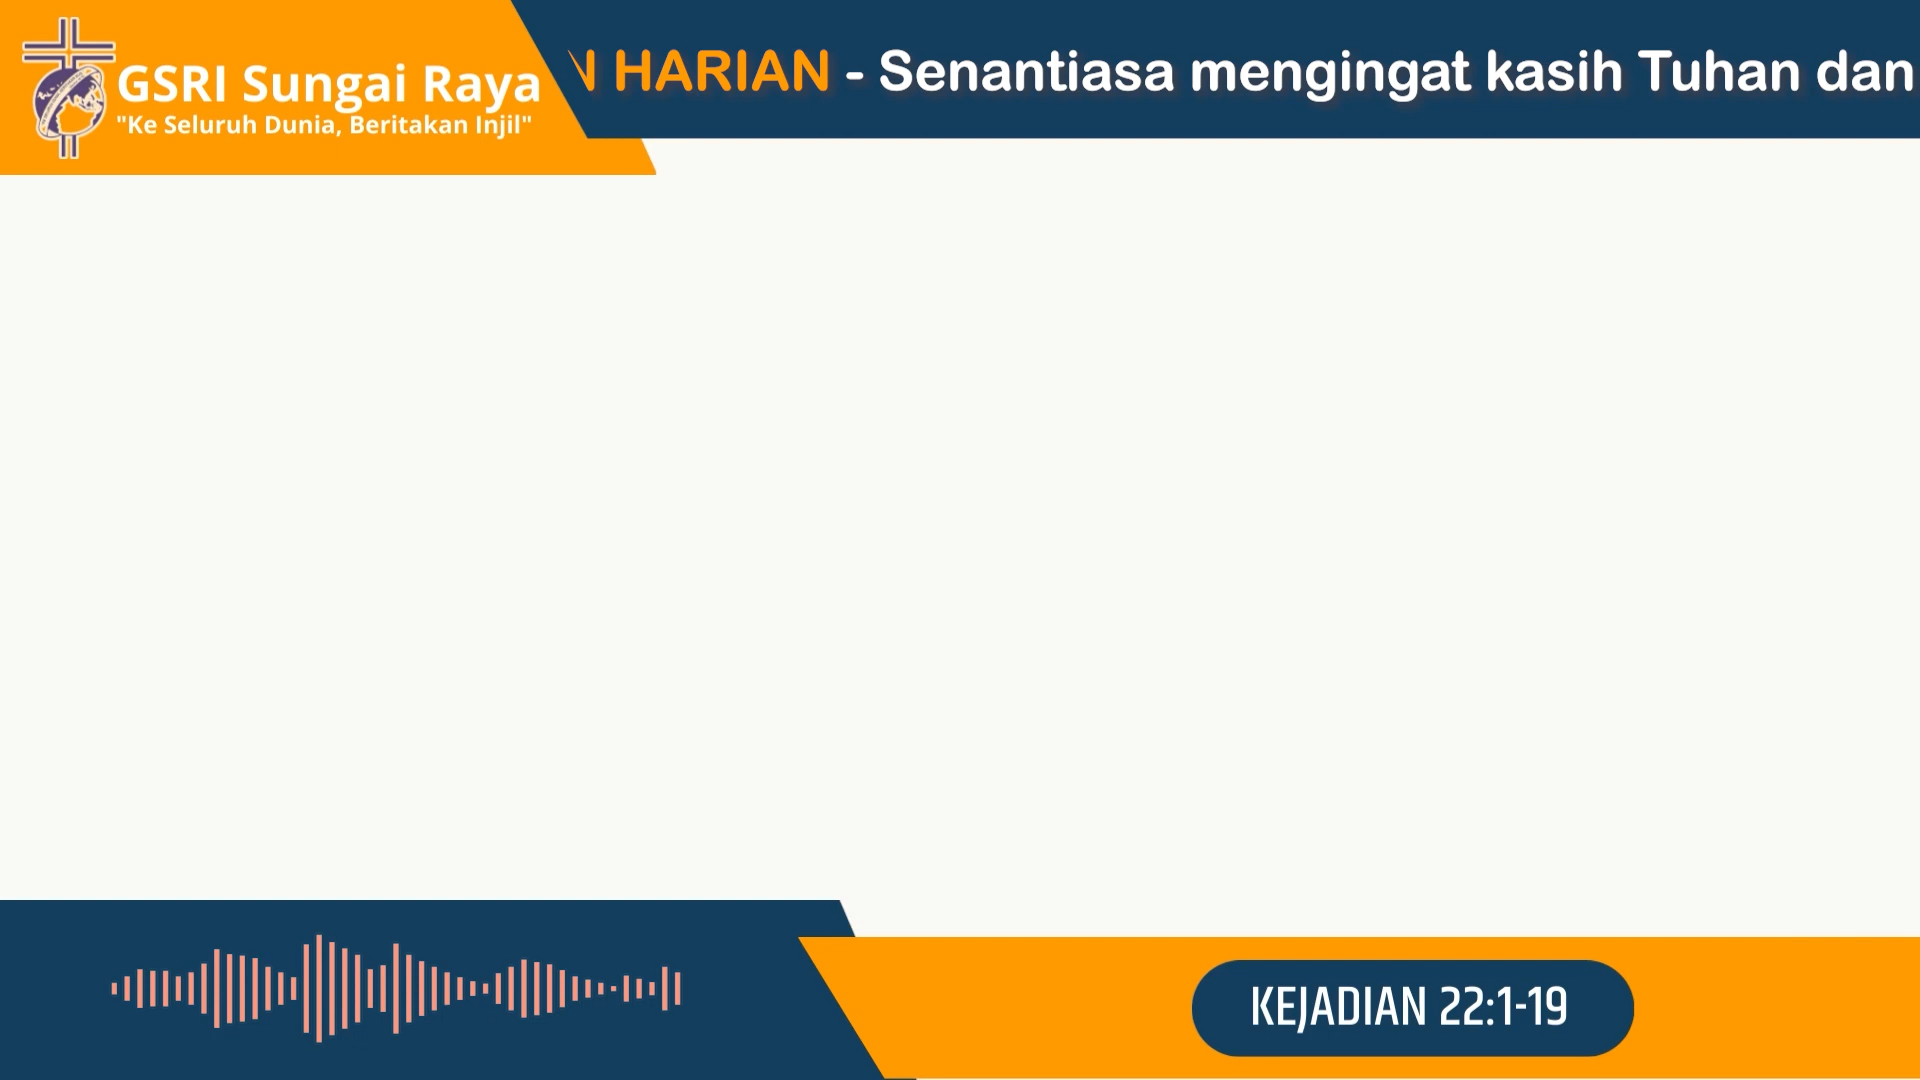 GSRI Sungai Raya
"Ke Seluruh Dunia, Beritakan Injil"
N HARIAN - Senantiasa mengingat kasih Tuhan dan
KEJADIAN 22:1-19